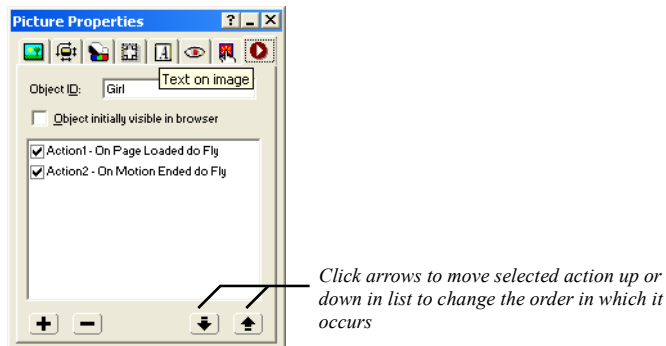 Picture Properties
A
Text on image
Object ID: Girl
Object initially visible in browser
Action1 - On Page Loaded do Fly
Action2 - On Motion Ended do Fly
Click arrows to move selected action up or
down in list to change the order in which it
occurs